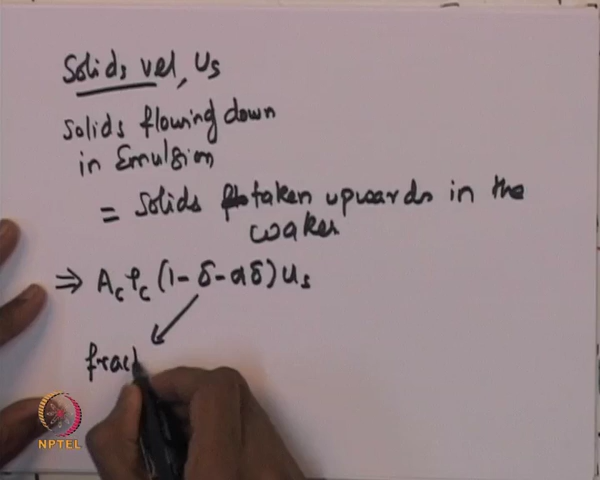 Solids vel, Us
Solids flowing down
in Emulsion
= Solids taken upwards in the
wakes
⇒ Ac ρc (1 - δ - αδ) Us
frac
NPTEL